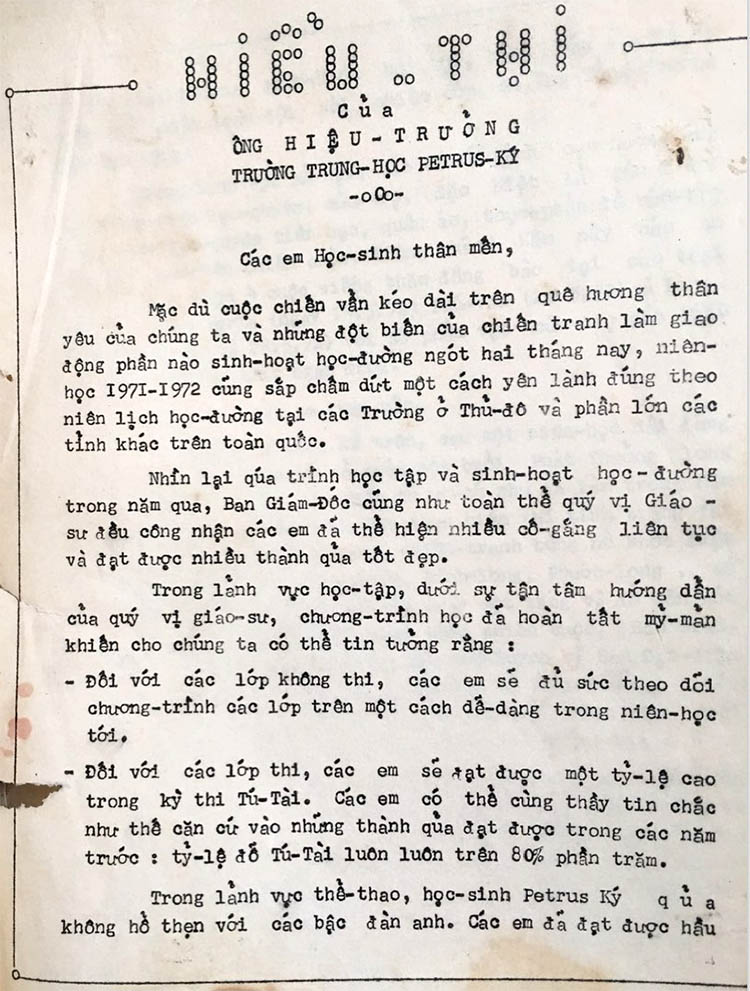 HIỂU .. THỊ
Của
ÔNG HIỆU-TRƯỞNG
TRƯỜNG TRUNG-HỌC PETRUS-KÝ
-oOo-
Các em Học-sinh thân mến,
Mặc dù cuộc chiến vẫn kéo dài trên quê hương thân
yêu của chúng ta và những đột biến của chiến tranh làm giao
động phần nào sinh-hoạt học-đường ngót hai tháng nay, niên-
học 1971-1972 cúng sắp chấm dứt một cách yên lành đúng theo
niên lịch học-đường tại các Trường ở Thủ-đô và phần lớn các
tỉnh khác trên toàn quốc.
Nhìn lại qúa trình học tập và sinh-hoạt học-đường
trong năm qua, Ban Giám-Đốc cúng như toàn thể quý vị Giáo -
sư đều công nhận các em đã thể hiện nhiều cố-gắng liên tục
và đạt được nhiều thành qủa tốt đẹp.
Trong lảnh vực học-tập, dưới sự tận tâm hướng dẩn
của quý vị giáo-sư, chương-trình học đã hoàn tất mỹ-mãn
khiến cho chúng ta có thể tin tưởng rằng :
- Đối với các lớp không thi, các em sẽ đủ sức theo dõi
chương-trình các lớp trên một cách dễ-dàng trong niên-học
tới.
- Đối với các lớp thi, các em sẽ đạt được một tỷ-lệ cao
trong kỳ thi Tú-Tài. Các em có thể cùng thầy tin chắc
như thế căn cứ vào những thành qủa đạt được trong các năm
trước : tỷ-lệ đỗ Tú-Tài luôn luôn trên 80% phần trăm.
Trong lảnh vực thể-thao, học-sinh Petrus Ký qủa
không hổ thẹn với các bậc đàn anh. Các em đã đạt được hầu